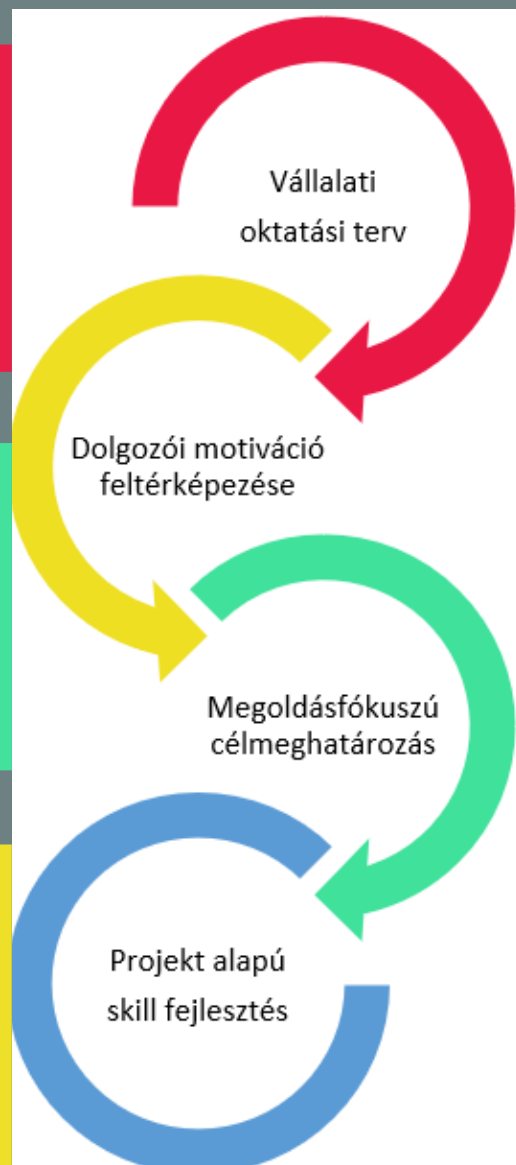 Vállalati
oktatási terv
Dolgozói motiváció
feltérképezése
Megoldásfókuszú
célmeghatározás
Projekt alapú
skill fejlesztés